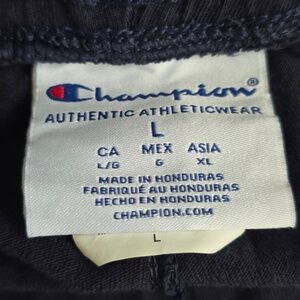 Champion®
AUTHENTIC ATHLETICWEAR
L
CA MEX ASIA
L/G G XL
MADE IN HONDURAS
FABRIQUÉ AU HONDURAS
HECHO EN HONDURAS
CHAMPION.COM
L